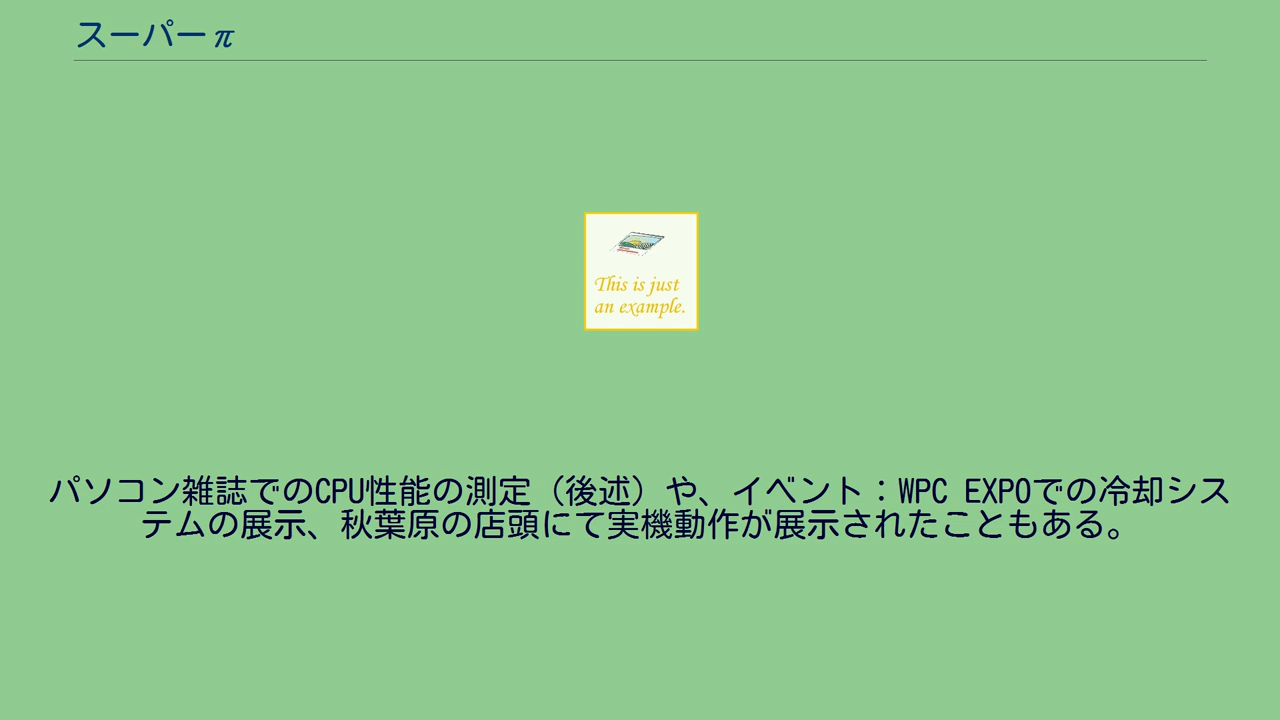 スーパーπ
This is just
an example.
パソコン雑誌でのCPU性能の測定（後述）や、イベント：WPC EXPOでの冷却シス
テムの展示、秋葉原の店頭にて実機動作が展示されたこともある。